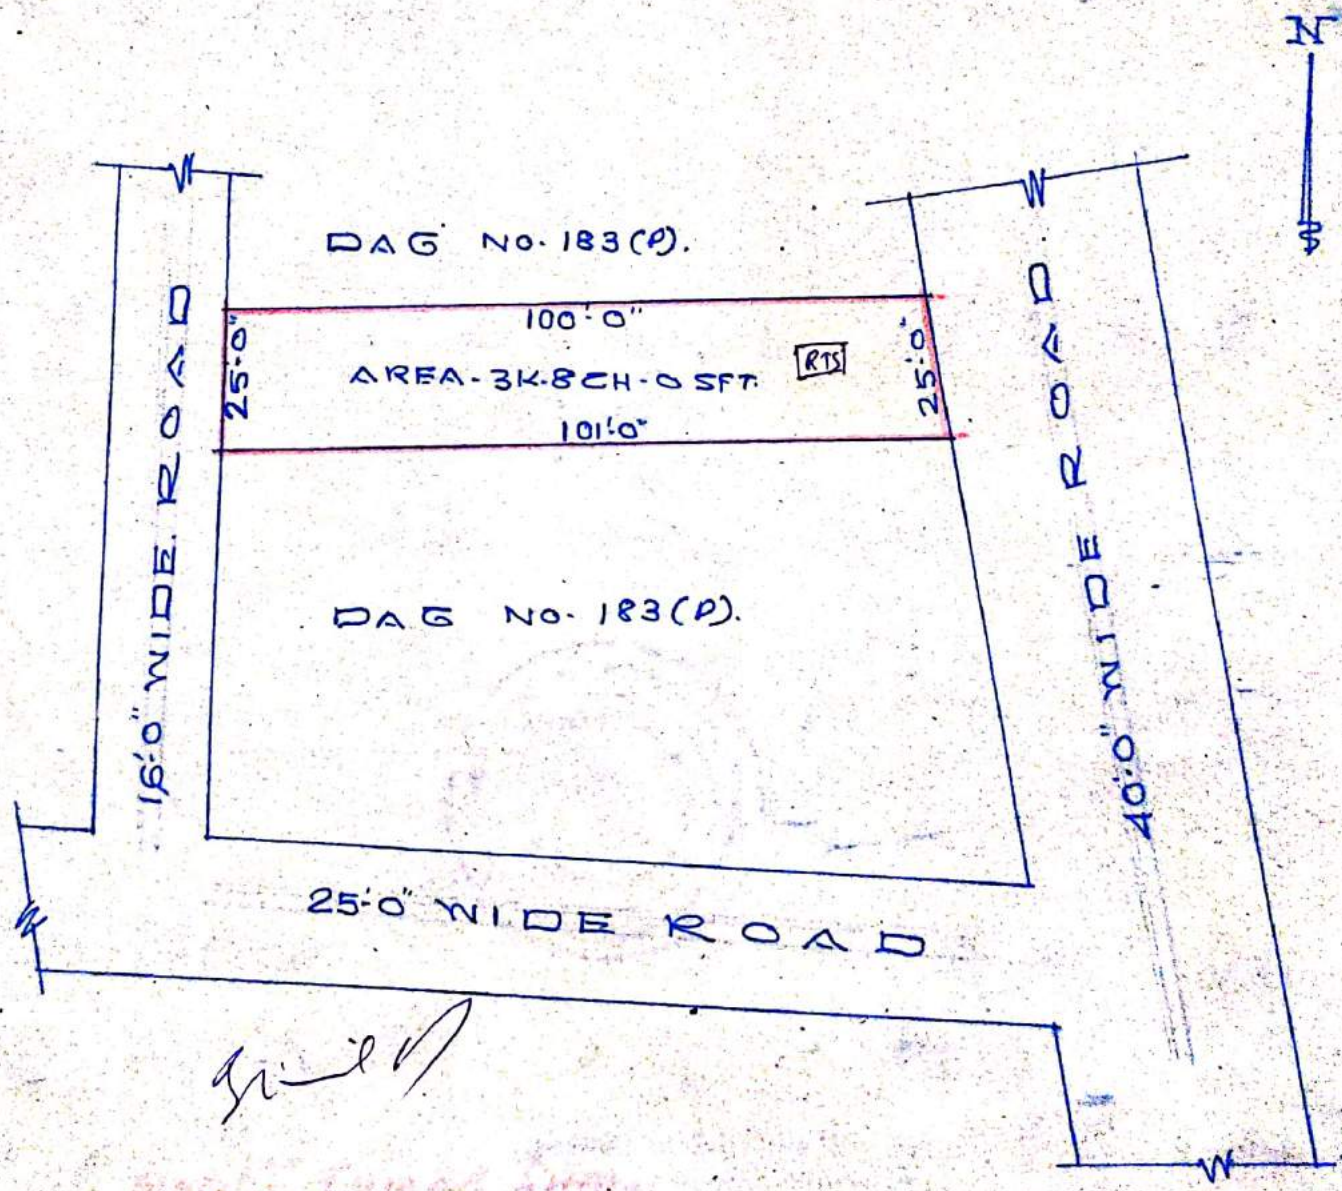 N
DAG NO. 183(P).
100'-0"
25'-0"
AREA-3K-8CH-0 SFT.
RTS
25'-0"
101'-0"
16'-0" WIDE ROAD
40'-0" WIDE ROAD
DAG NO. 183(P).
25'-0" WIDE ROAD